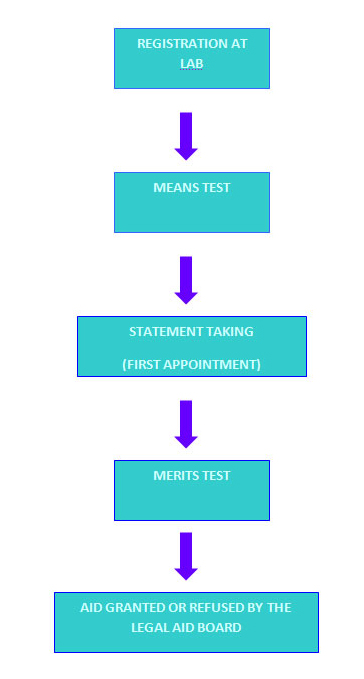 REGISTRATION AT
LAB
MEANS TEST
STATEMENT TAKING
(FIRST APPOINTMENT)
MERITS TEST
AID GRANTED OR REFUSED BY THE
LEGAL AID BOARD